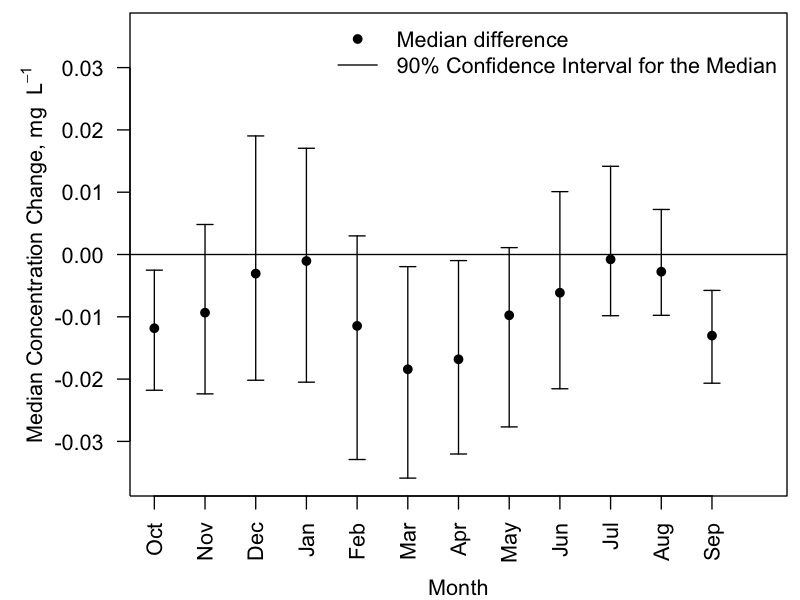 Median difference
90% Confidence Interval for the Median
Median Concentration Change, mg L⁻¹
0.03
0.02
0.01
0.00
-0.01
-0.02
-0.03
Oct
Nov
Dec
Jan
Feb
Mar
Apr
May
Jun
Jul
Aug
Sep
Month